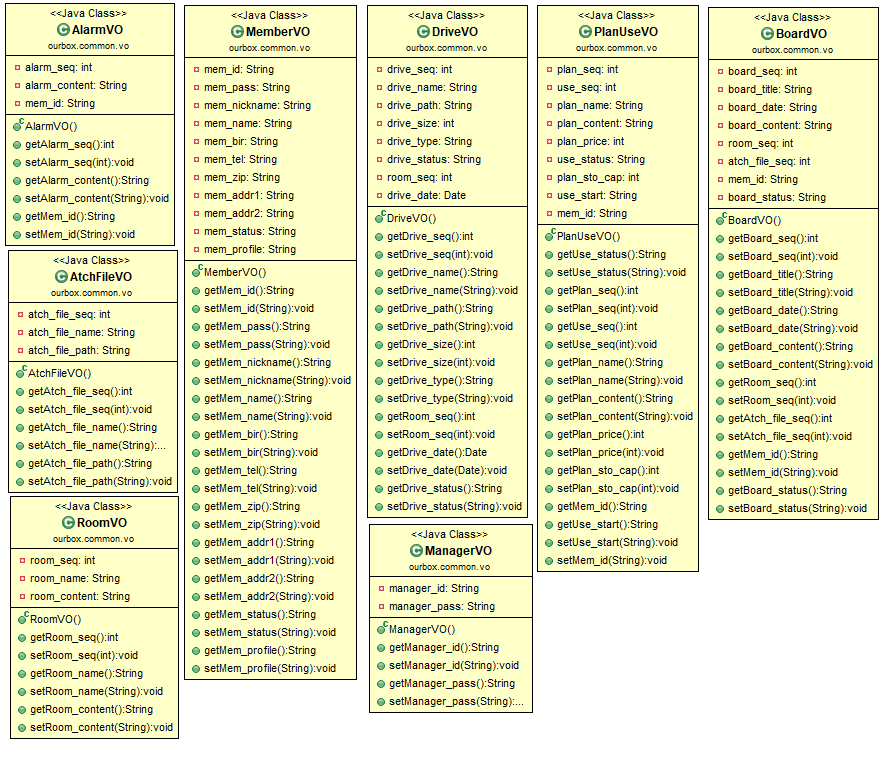 <<Java Class>>
AlarmVO
ourbox.common.vo
alarm_seq: int
alarm_content: String
mem_id: String
AlarmVO()
getAlarm_seq():int
setAlarm_seq(int):void
getAlarm_content():String
setAlarm_content(String):void
getMem_id():String
setMem_id(String):void
<<Java Class>>
AtchFileVO
ourbox.common.vo
atch_file_seq: int
atch_file_name: String
atch_file_path: String
AtchFileVO()
getAtch_file_seq():int
setAtch_file_seq(int):void
getAtch_file_name():String
setAtch_file_name(String):...
getAtch_file_path():String
setAtch_file_path(String):void
<<Java Class>>
RoomVO
ourbox.common.vo
room_seq: int
room_name: String
room_content: String
RoomVO()
getRoom_seq():int
setRoom_seq(int):void
getRoom_name():String
setRoom_name(String):void
getRoom_content():String
setRoom_content(String):void
<<Java Class>>
MemberVO
ourbox.common.vo
mem_id: String
mem_pass: String
mem_nickname: String
mem_name: String
mem_bir: String
mem_tel: String
mem_zip: String
mem_addr1: String
mem_addr2: String
mem_status: String
mem_profile: String
MemberVO()
getMem_id():String
setMem_id(String):void
getMem_pass():String
setMem_pass(String):void
getMem_nickname():String
setMem_nickname(String):void
getMem_name():String
setMem_name(String):void
getMem_bir():String
setMem_bir(String):void
getMem_tel():String
setMem_tel(String):void
getMem_zip():String
setMem_zip(String):void
getMem_addr1():String
setMem_addr1(String):void
getMem_addr2():String
setMem_addr2(String):void
getMem_status():String
setMem_status(String):void
getMem_profile():String
setMem_profile(String):void
<<Java Class>>
DriveVO
ourbox.common.vo
drive_seq: int
drive_name: String
drive_path: String
drive_size: int
drive_type: String
drive_status: String
room_seq: int
drive_date: Date
DriveVO()
getDrive_seq():int
setDrive_seq(int):void
getDrive_name():String
setDrive_name(String):void
getDrive_path():String
setDrive_path(String):void
getDrive_size():int
setDrive_size(int):void
getDrive_type():String
setDrive_type(String):void
getRoom_seq():int
setRoom_seq(int):void
getDrive_date():Date
setDrive_date(Date):void
getDrive_status():String
setDrive_status(String):void
<<Java Class>>
ManagerVO
ourbox.common.vo
manager_id: String
manager_pass: String
ManagerVO()
getManager_id():String
setManager_id(String):void
getManager_pass():String
setManager_pass(String):...
<<Java Class>>
PlanUseVO
ourbox.common.vo
plan_seq: int
use_seq: int
plan_name: String
plan_content: String
plan_price: int
use_status: String
plan_sto_cap: int
use_start: String
mem_id: String
PlanUseVO()
getUse_status():String
setUse_status(String):void
getPlan_seq():int
setPlan_seq(int):void
getUse_seq():int
setUse_seq(int):void
getPlan_name():String
setPlan_name(String):void
getPlan_content():String
setPlan_content(String):void
getPlan_price():int
setPlan_price(int):void
getPlan_sto_cap():int
setPlan_sto_cap(int):void
getMem_id():String
getUse_start():String
setUse_start(String):void
setMem_id(String):void
<<Java Class>>
BoardVO
ourbox.common.vo
board_seq: int
board_title: String
board_date: String
board_content: String
room_seq: int
atch_file_seq: int
mem_id: String
board_status: String
BoardVO()
getBoard_seq():int
setBoard_seq(int):void
getBoard_title():String
setBoard_title(String):void
getBoard_date():String
setBoard_date(String):void
getBoard_content():String
setBoard_content(String):void
getRoom_seq():int
setRoom_seq(int):void
getAtch_file_seq():int
setAtch_file_seq(int):void
getMem_id():String
setMem_id(String):void
getBoard_status():String
setBoard_status(String):void